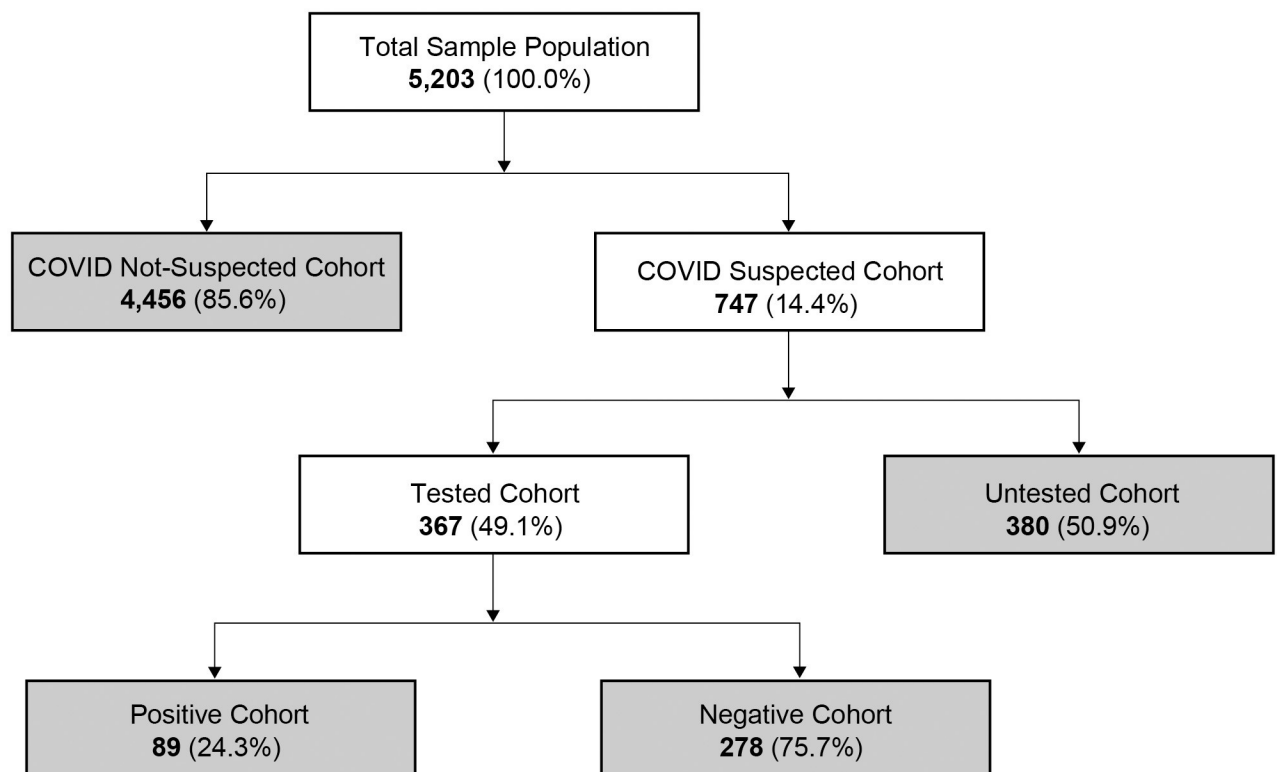 Total Sample Population
5,203 (100.0%)
COVID Not-Suspected Cohort
4,456 (85.6%)
COVID Suspected Cohort
747 (14.4%)
Tested Cohort
367 (49.1%)
Untested Cohort
380 (50.9%)
Positive Cohort
89 (24.3%)
Negative Cohort
278 (75.7%)